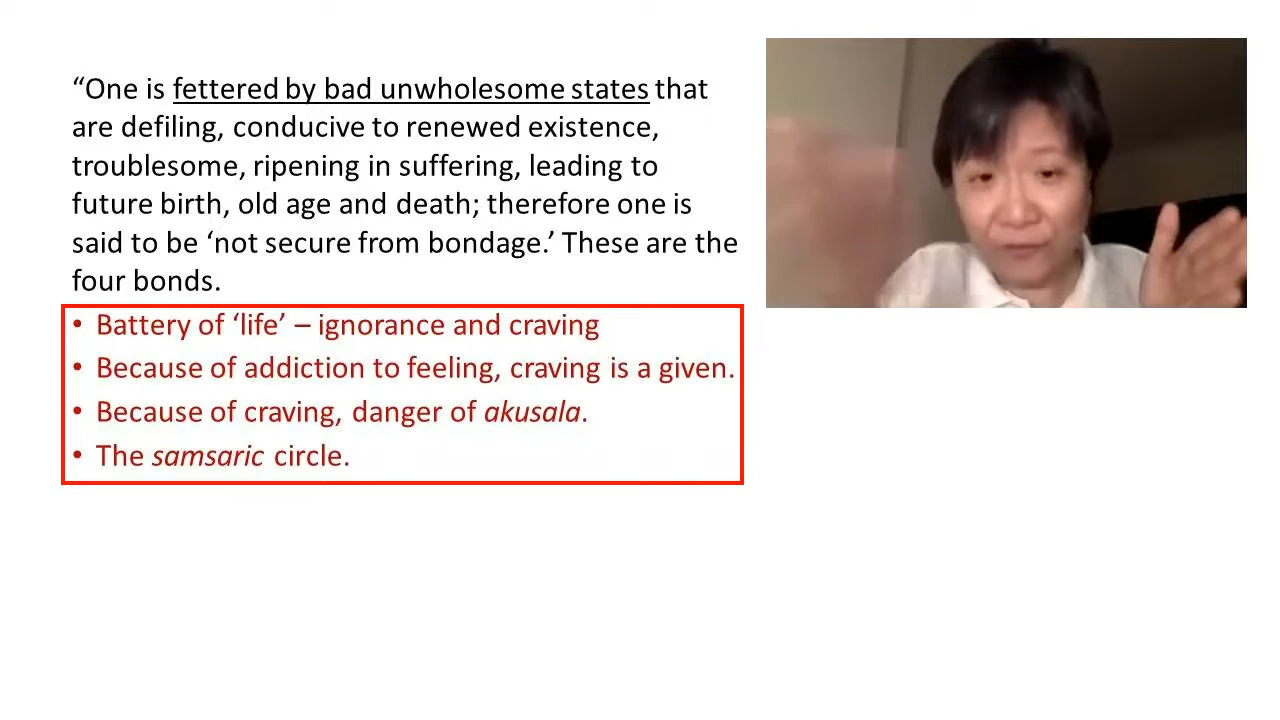 “One is fettered by bad unwholesome states that
are defiling, conducive to renewed existence,
troublesome, ripening in suffering, leading to
future birth, old age and death; therefore one is
said to be ‘not secure from bondage.’ These are the
four bonds.
• Battery of ‘life’ – ignorance and craving
• Because of addiction to feeling, craving is a given.
• Because of craving, danger of akusala.
• The samsaric circle.